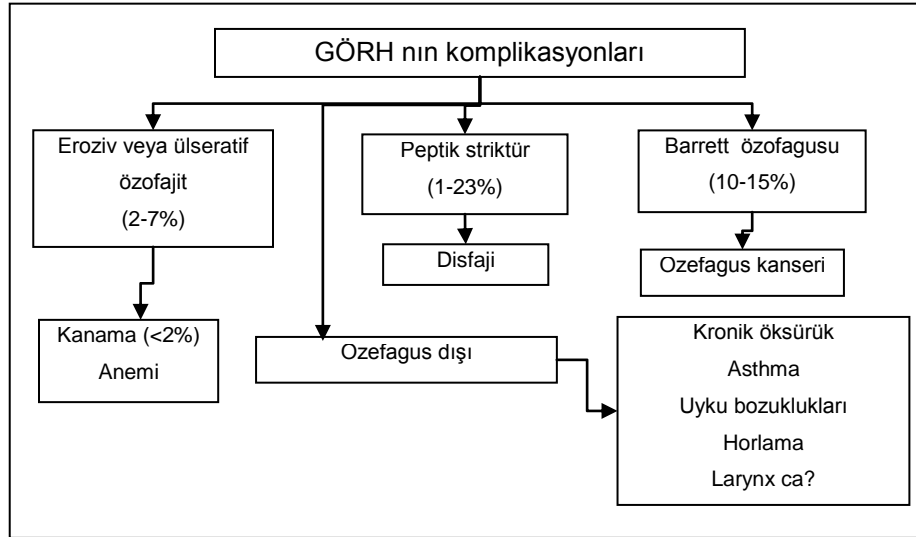 GÖRH nın komplikasyonları
Eroziv veya ülseratif
özofajit
(2-7%)
Peptik striktür
(1-23%)
Barrett özofagusu
(10-15%)
Disfaji
Ozefagus kanseri
Kanama (<2%)
Anemi
Ozefagus dışı
Kronik öksürük
Asthma
Uyku bozuklukları
Horlama
Larynx ca?